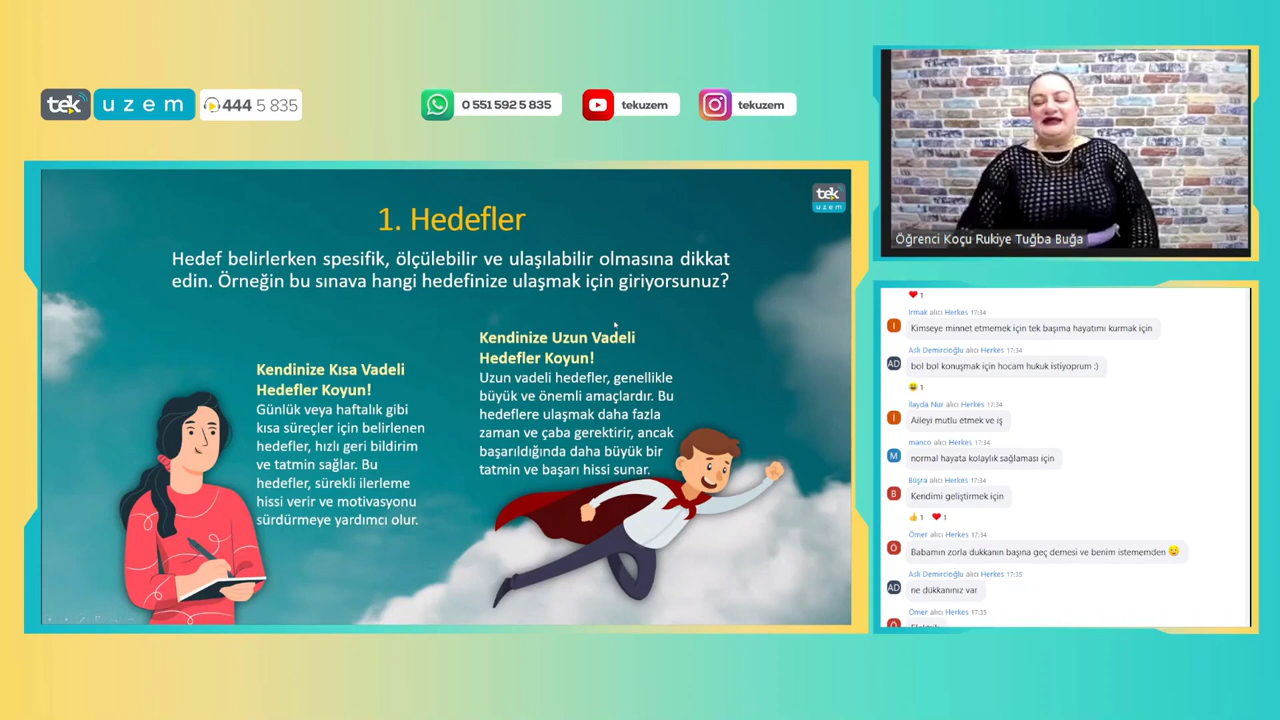 tek uzem 444 5 835
0 551 592 5 835
tekuzem
tekuzem
tek
uzem
1. Hedefler
Hedef belirlerken spesifik, ölçülebilir ve ulaşılabilir olmasına dikkat
edin. Örneğin bu sınava hangi hedefinize ulaşmak için giriyorsunuz?
Kendinize Kısa Vadeli
Hedefler Koyun!
Günlük veya haftalık gibi
kısa süreçler için belirlenen
hedefler, hızlı geri bildirim
ve tatmin sağlar. Bu
hedefler, sürekli ilerleme
hissi verir ve motivasyonu
sürdürmeye yardımcı olur.
Kendinize Uzun Vadeli
Hedefler Koyun!
Uzun vadeli hedefler, genellikle
büyük ve önemli amaçlardır. Bu
hedeflere ulaşmak daha fazla
zaman ve çaba gerektirir, ancak
başarıldığında daha büyük bir
tatmin ve başarı hissi sunar.
Öğrenci Koçu Rukiye Tuğba Buğa
1
Irmak alıcı Herkes 17:34
I
Kimseye minnet etmemek için tek başıma hayatımı kurmak için
Aslı Demircioğlu alıcı Herkes 17:34
AD
bol bol konuşmak için hocam hukuk istiyoprum :)
1
İlayda Nur alıcı Herkes 17:34
İ
Aileyi mutlu etmek ve iş
manco alıcı Herkes 17:34
M
normal hayata kolaylık sağlaması için
Büşra alıcı Herkes 17:34
B
Kendimi geliştirmek için
1 1
Ömer alıcı Herkes 17:34
Ö
Babamın zorla dukkanın başına geç demesi ve benim istememden
Aslı Demircioğlu alıcı Herkes 17:35
AD
ne dükkanınız var
Ömer alıcı Herkes 17:35